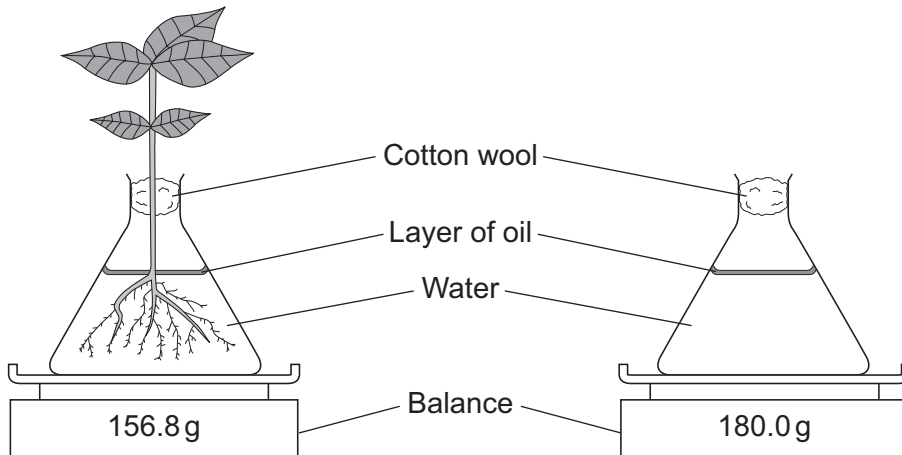 Cotton wool
Layer of oil
Water
Balance
156.8 g
180.0 g